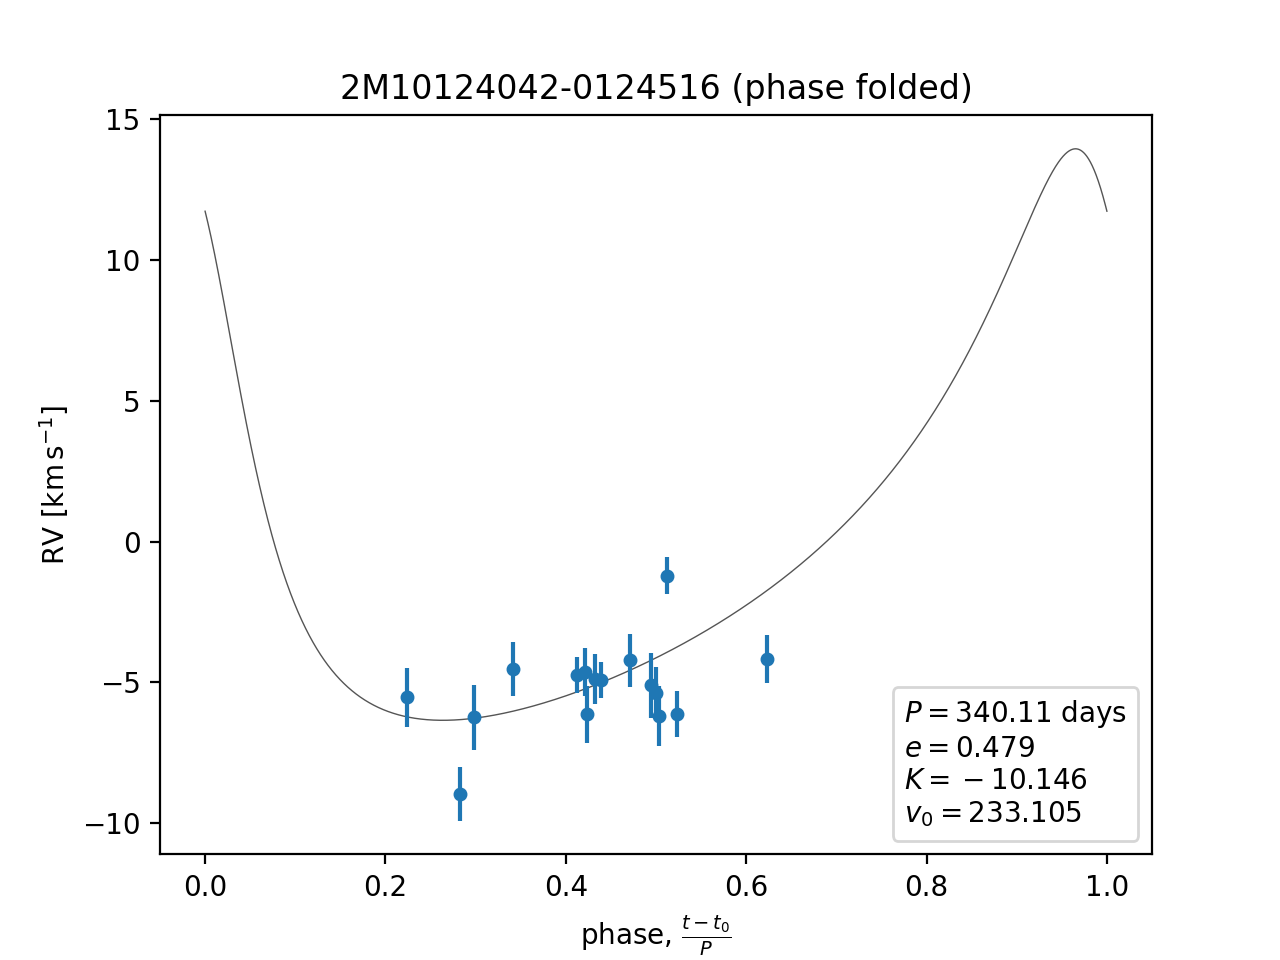 2M10124042-0124516 (phase folded)
15
10
5
0
−5
−10
RV [km s⁻¹]
P = 340.11 days
e = 0.479
K = − 10.146
v₀ = 233.105
0.0 0.2 0.4 0.6 0.8 1.0
phase, (t − t₀)/P